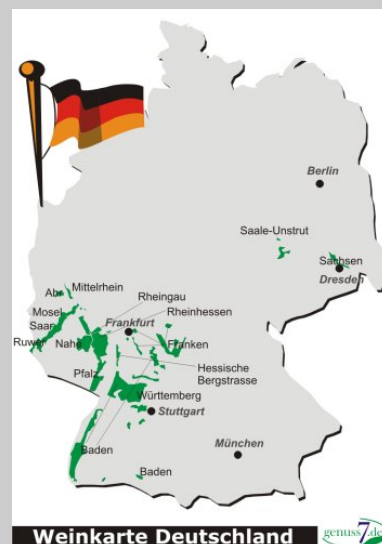 Berlin
Saale-Unstrut
Sachsen
Dresden
Ahr
Mittelrhein
Rheingau
Mosel
Saar
Ruwer
Frankfurt
Rheinhessen
Nahe
Franken
Pfalz
Hessische
Bergstrasse
Württemberg
Stuttgart
Baden
München
Baden
Weinkarte Deutschland
genuss7.de